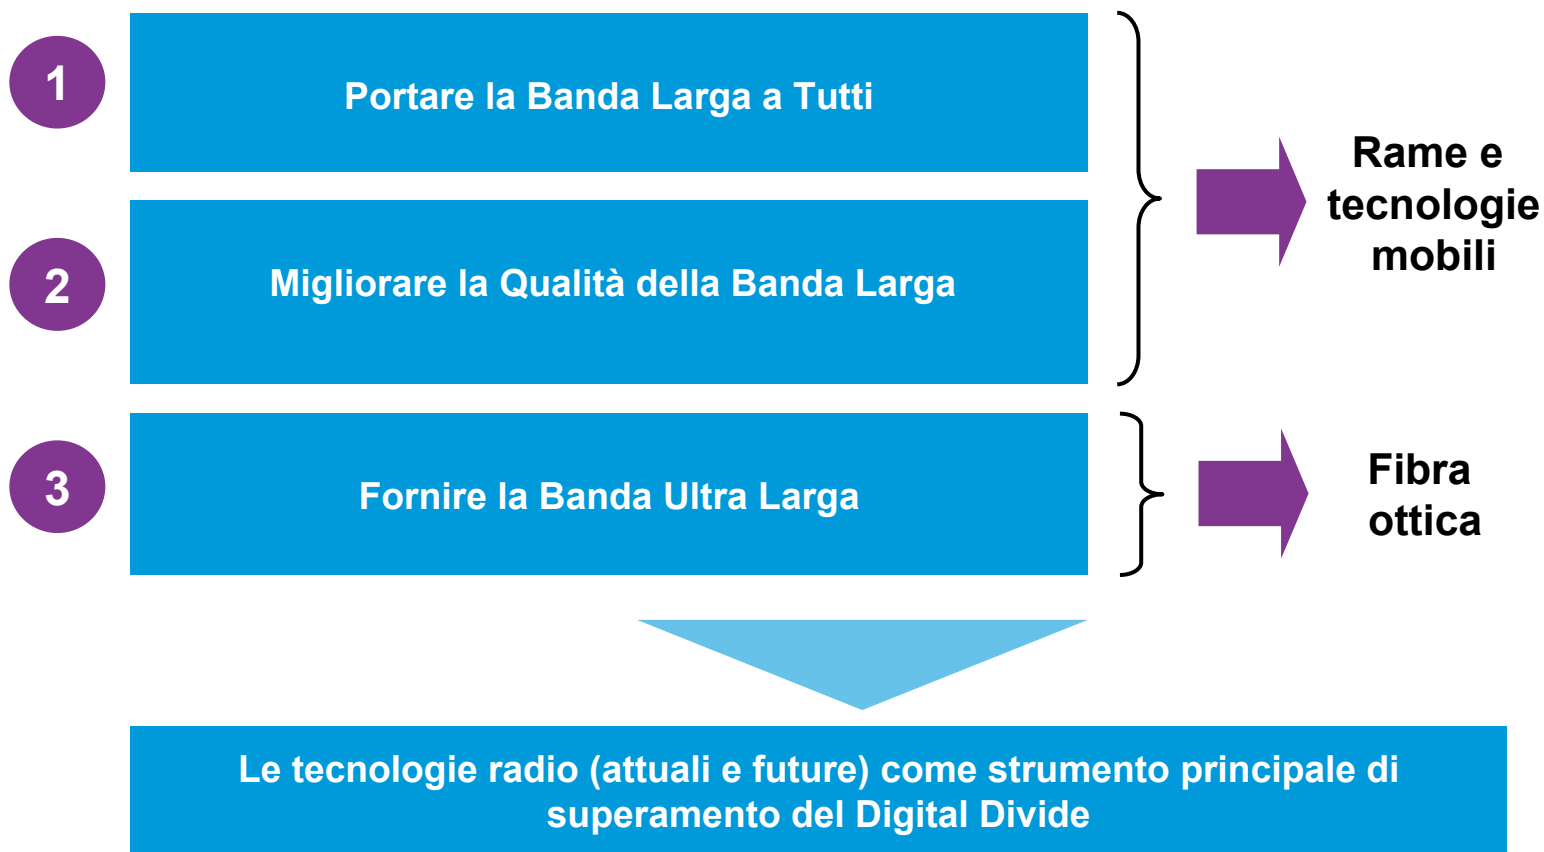 1
Portare la Banda Larga a Tutti
2
Migliorare la Qualità della Banda Larga
Rame e
tecnologie
mobili
3
Fornire la Banda Ultra Larga
Fibra
ottica
Le tecnologie radio (attuali e future) come strumento principale di
superamento del Digital Divide